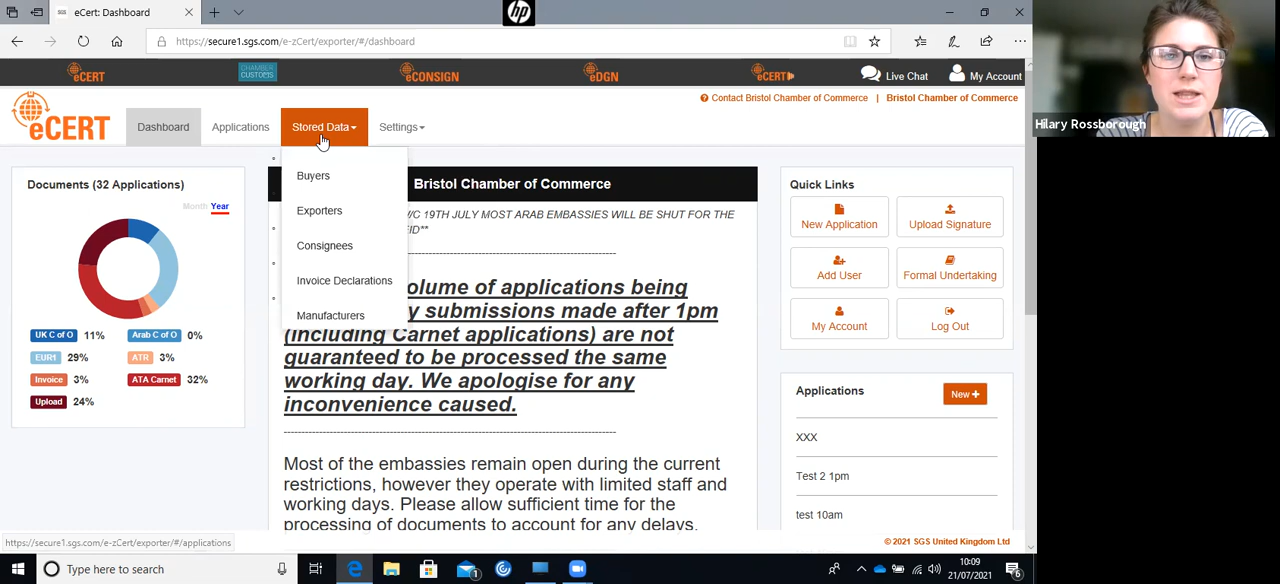 SGS eCert: Dashboard
hp
https://secure1.sgs.com/e-zCert/exporter/#/dashboard
eCERT
CHAMBER CUSTOMS
eCONSIGN
eDGN
eCERT
Live Chat
My Account
Contact Bristol Chamber of Commerce | Bristol Chamber of Commerce
eCERT
Dashboard
Applications
Stored Data
Settings
Buyers
Exporters
Consignees
Invoice Declarations
Manufacturers
Documents (32 Applications)
Month Year
UK C of O 11% Arab C of O 0%
EUR1 29% ATR 3%
Invoice 3% ATA Carnet 32%
Upload 24%
Bristol Chamber of Commerce
/C 19TH JULY MOST ARAB EMBASSIES WILL BE SHUT FOR THE
ID**
------------------------------------------------------------
olume of applications being
y submissions made after 1pm
(including Carnet applications) are not
guaranteed to be processed the same
working day. We apologise for any
inconvenience caused.
------------------------------------------------------------
Most of the embassies remain open during the current
restrictions, however they operate with limited staff and
working days. Please allow sufficient time for the
processing of documents to account for any delays.
Quick Links
New Application
Upload Signature
Add User
Formal Undertaking
My Account
Log Out
Applications
New +
XXX
Test 2 1pm
test 10am
https://secure1.sgs.com/e-zCert/exporter/#/applications
© 2021 SGS United Kingdom Ltd
Type here to search
1
10:09
21/07/2021
6
Hilary Rossborough